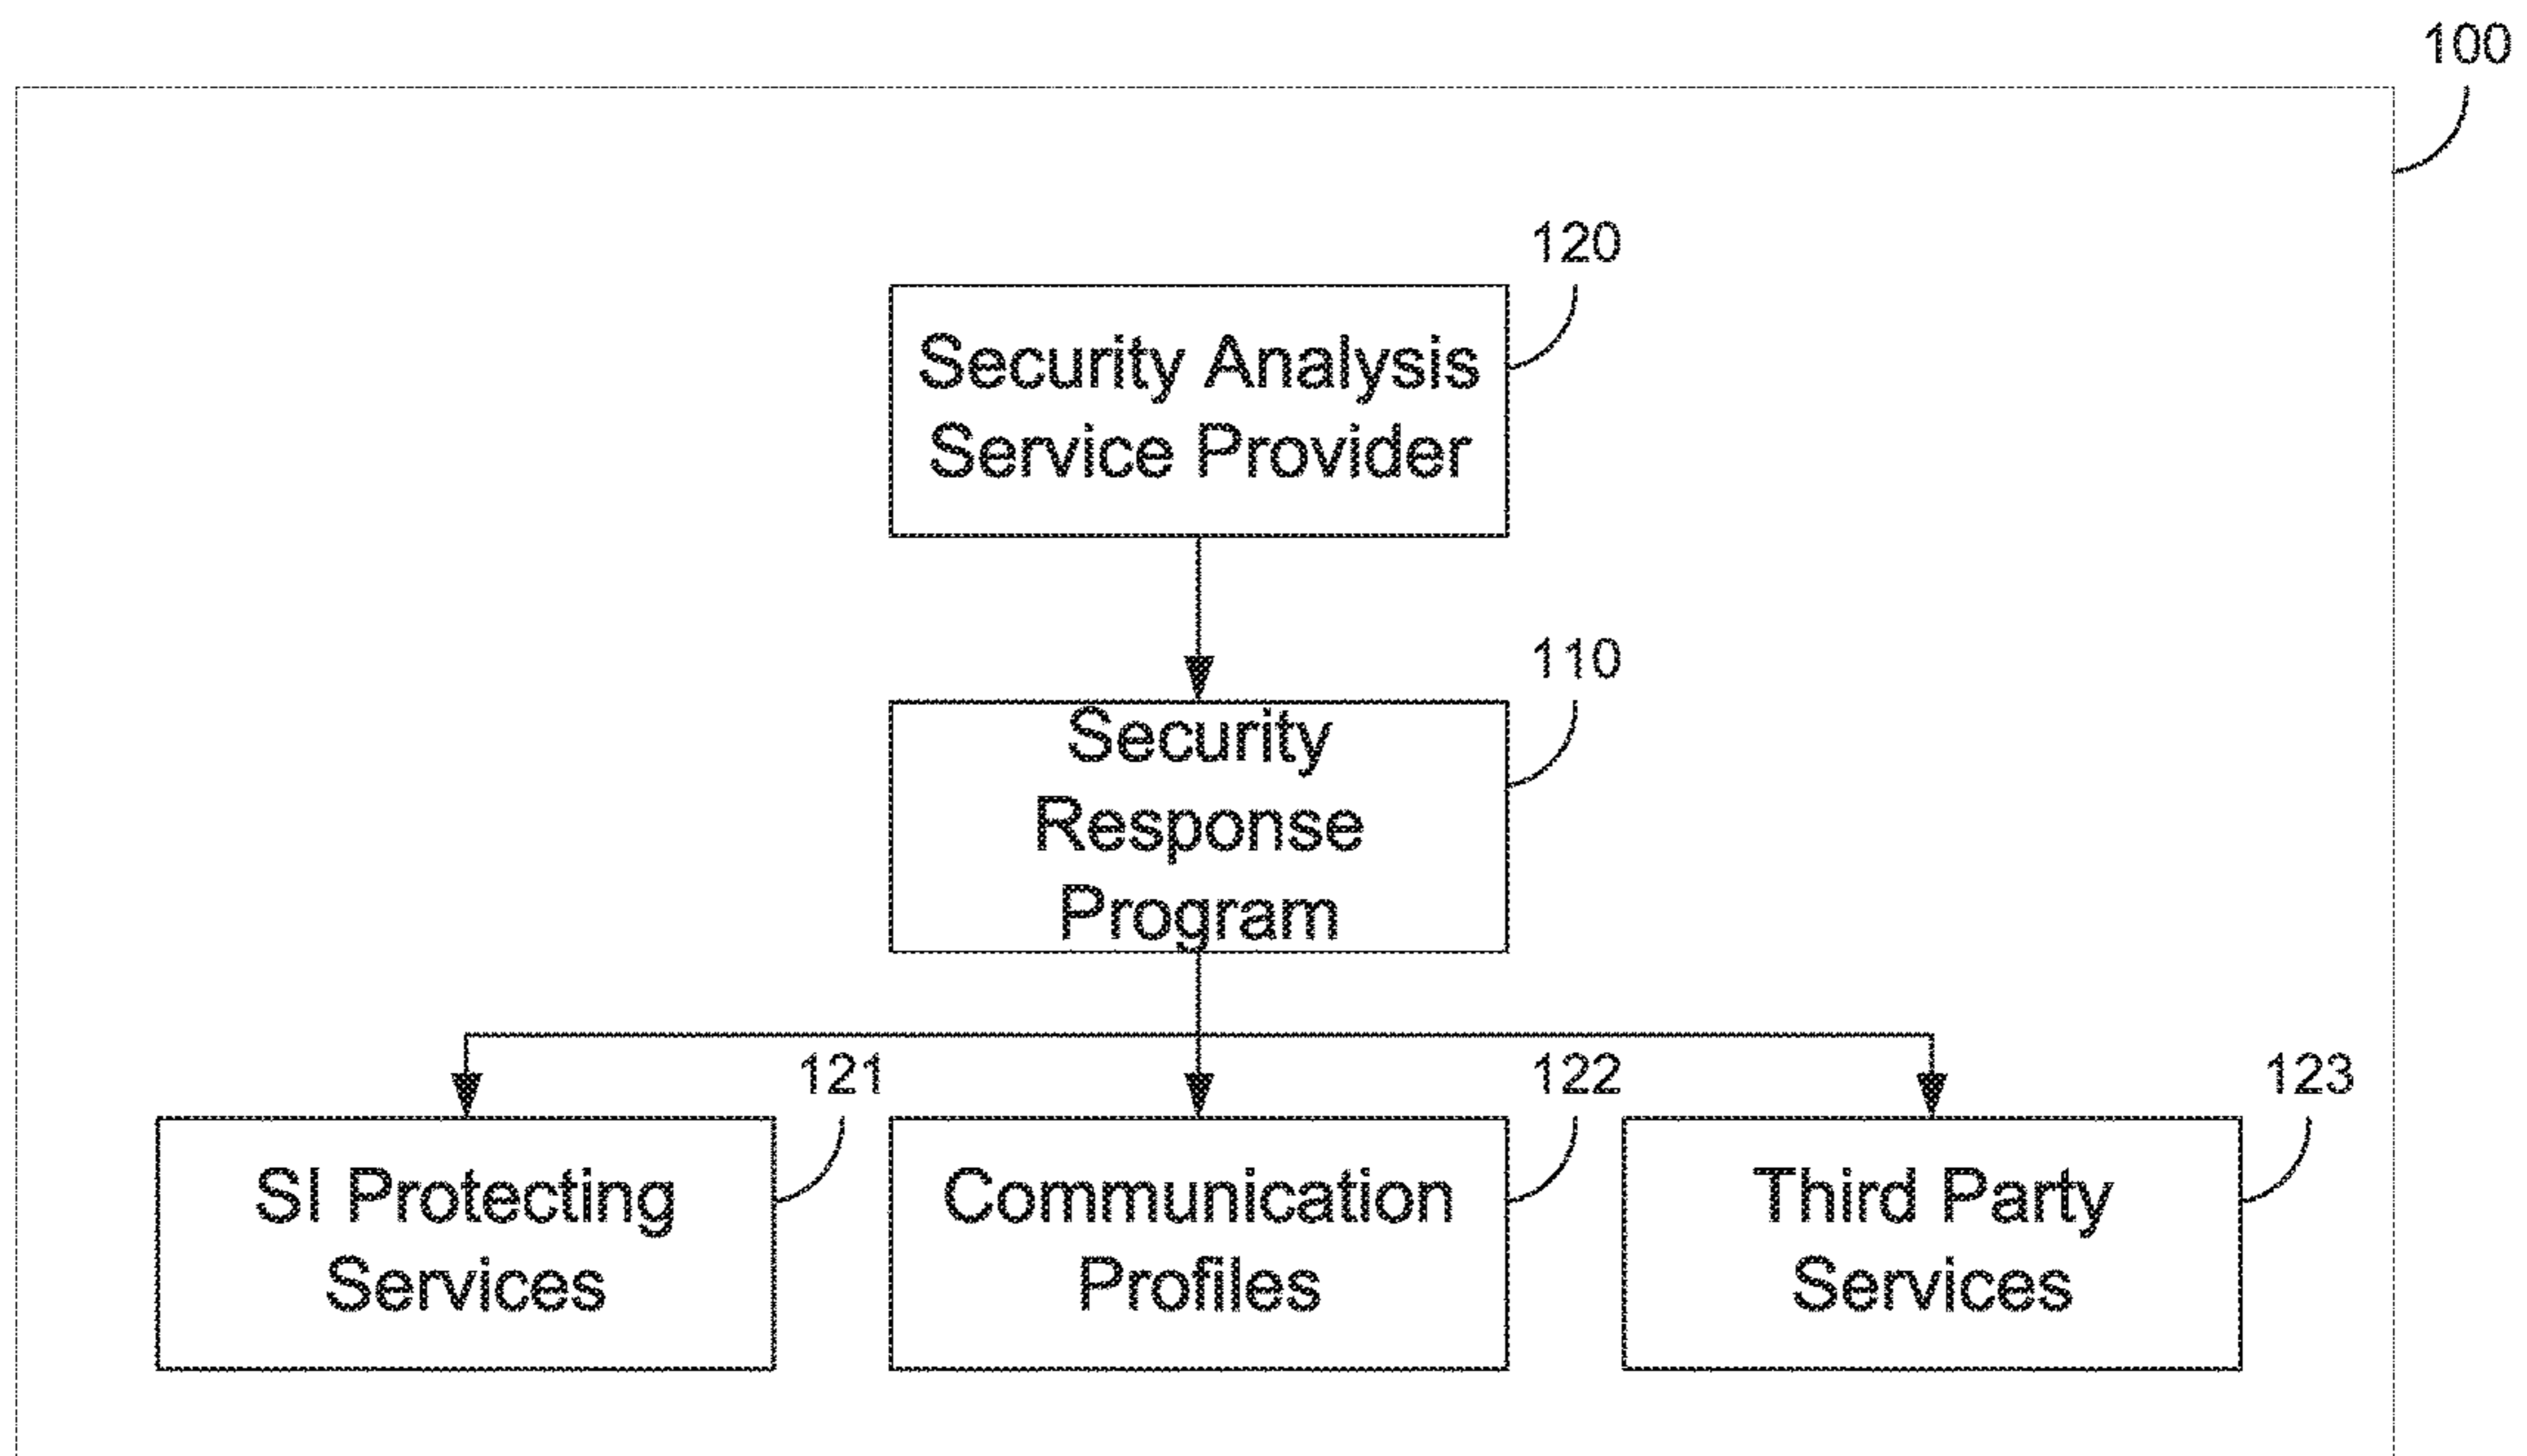 100
120
Security Analysis
Service Provider
110
Security
Response
Program
121
122
123
SI Protecting
Services
Communication
Profiles
Third Party
Services